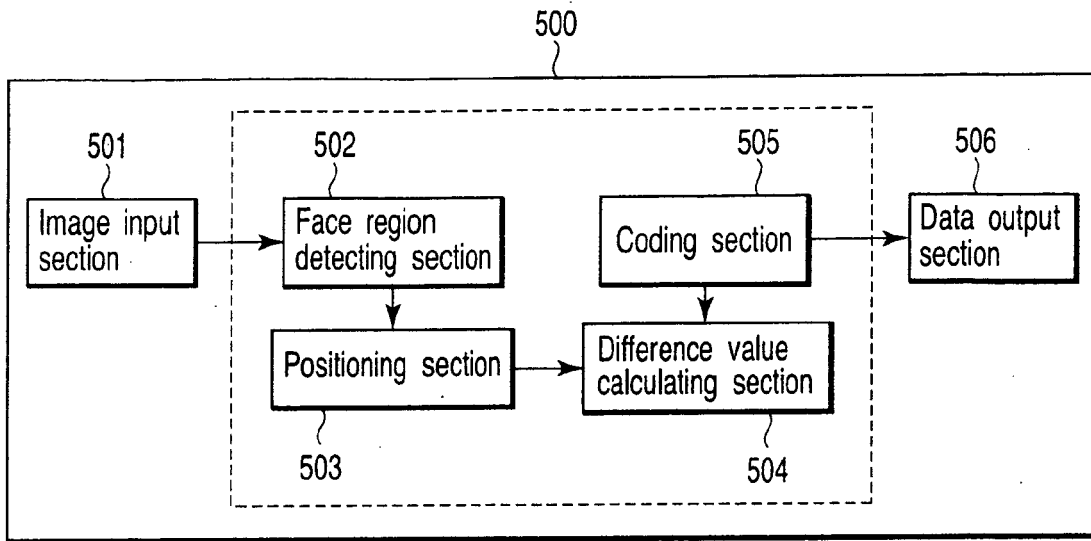 500
501
502
505
506
Image input
section
Face region
detecting section
Coding section
Data output
section
Positioning section
Difference value
calculating section
503
504